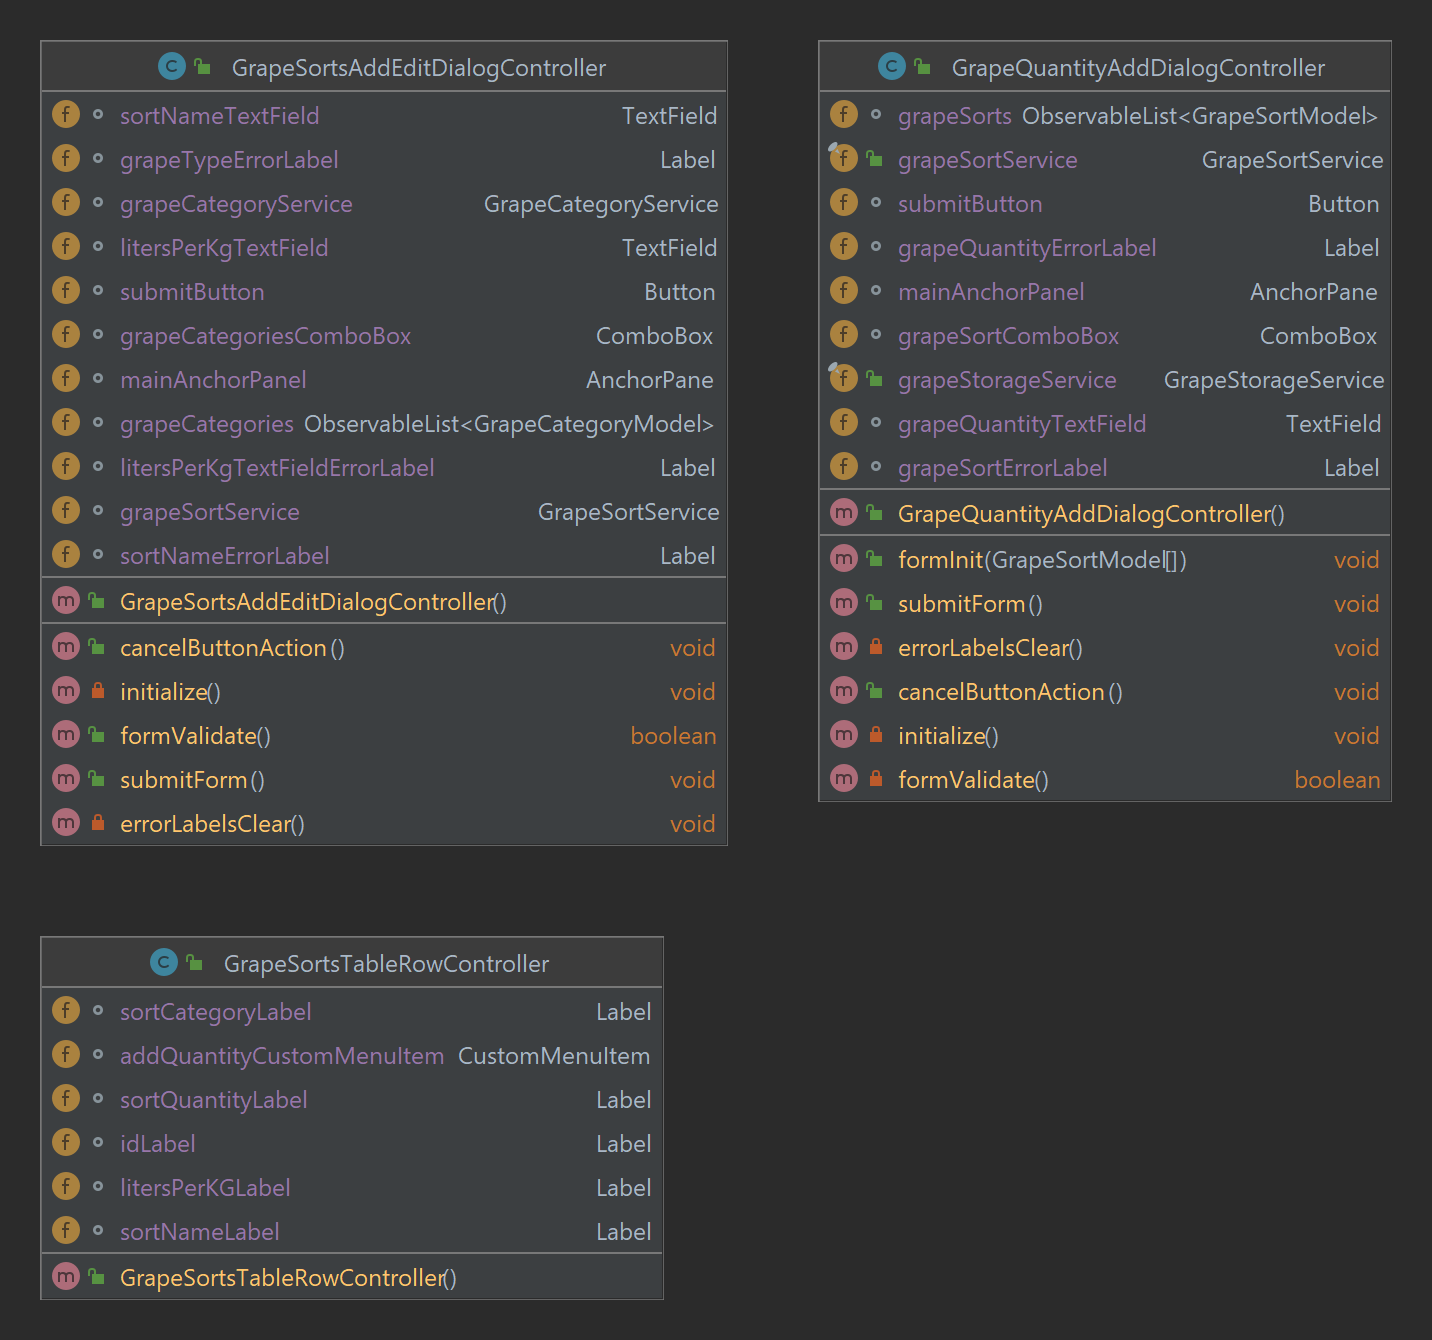 GrapeSortsAddEditDialogController
sortNameTextField TextField
grapeTypeErrorLabel Label
grapeCategoryService GrapeCategoryService
litersPerKgTextField TextField
submitButton Button
grapeCategoriesComboBox ComboBox
mainAnchorPanel AnchorPane
grapeCategories ObservableList<GrapeCategoryModel>
litersPerKgTextFieldErrorLabel Label
grapeSortService GrapeSortService
sortNameErrorLabel Label
GrapeSortsAddEditDialogController()
cancelButtonAction() void
initialize() void
formValidate() boolean
submitForm() void
errorLabelsClear() void
GrapeQuantityAddDialogController
grapeSorts ObservableList<GrapeSortModel>
grapeSortService GrapeSortService
submitButton Button
grapeQuantityErrorLabel Label
mainAnchorPanel AnchorPane
grapeSortComboBox ComboBox
grapeStorageService GrapeStorageService
grapeQuantityTextField TextField
grapeSortErrorLabel Label
GrapeQuantityAddDialogController()
formInit(GrapeSortModel[]) void
submitForm() void
errorLabelsClear() void
cancelButtonAction() void
initialize() void
formValidate() boolean
GrapeSortsTableRowController
sortCategoryLabel Label
addQuantityCustomMenuItem CustomMenuItem
sortQuantityLabel Label
idLabel Label
litersPerKGLabel Label
sortNameLabel Label
GrapeSortsTableRowController()